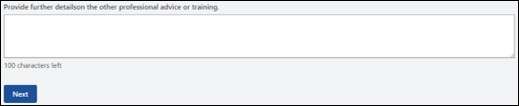 Provide further detailson the other professional advice or training.
100 characters left
Next